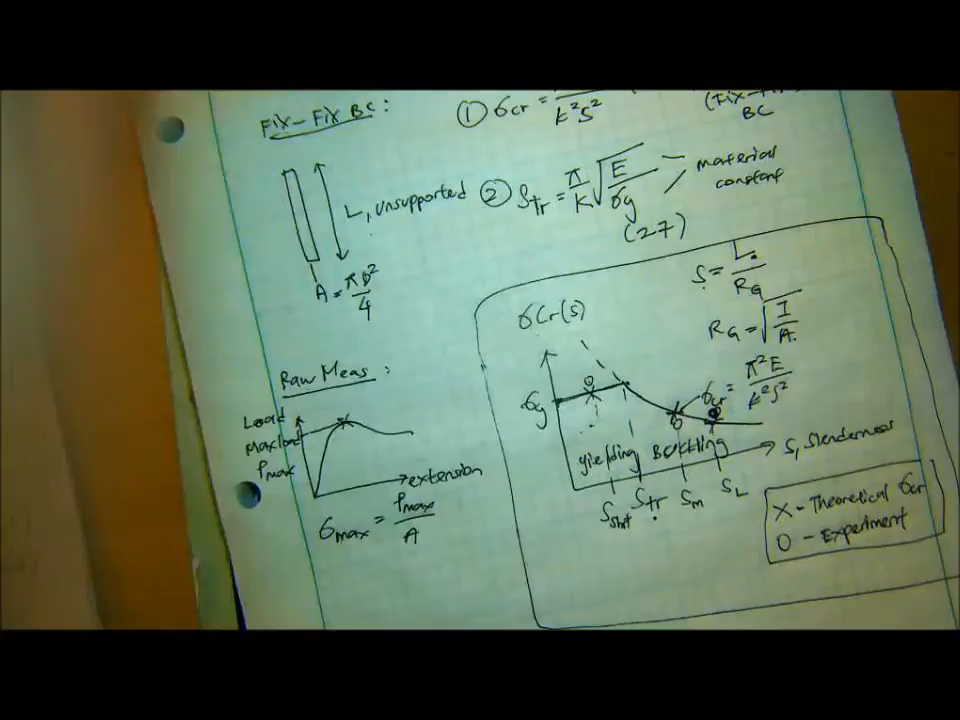 FIX-FIX BC:
① σcr = / k²s²
(FIX-FIX BC
L, unsupported
② Str = π/k √(E/σy)
material constant
(27)
A = πD²/4
S = L/RG
RG = √(I/A)
σcr(s)
σcr = π²E/k²s²
σy
yielding
Buckling
S, Slenderness
Sshrt
Str
Sm
SL
X - Theoretical σcr
O - Experiment
Raw Meas:
Load
Max load
Pmax
extension
σmax = Pmax/A